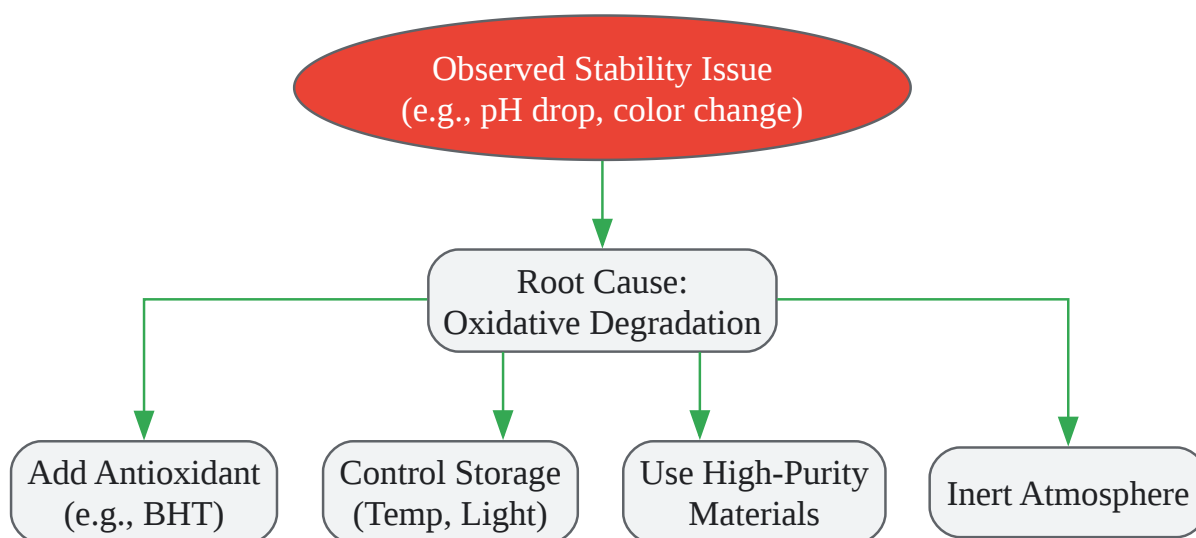 Observed Stability Issue
(e.g., pH drop, color change)
Root Cause:
Oxidative Degradation
Add Antioxidant
(e.g., BHT)
Control Storage
(Temp, Light)
Use High-Purity
Materials
Inert Atmosphere